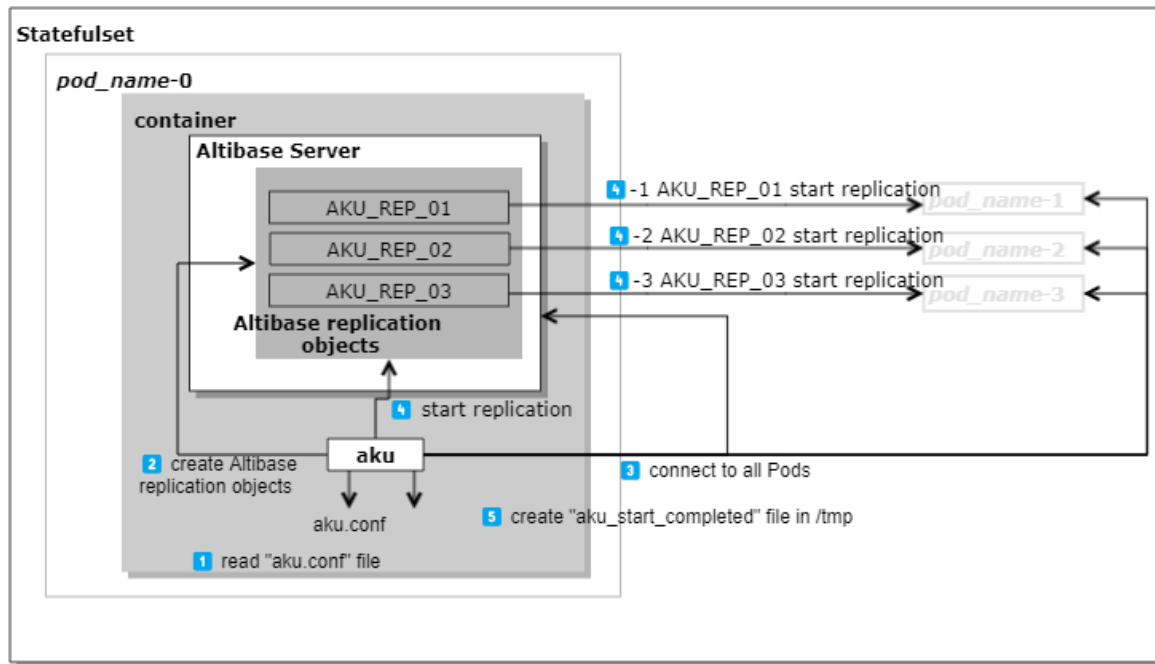 Statefulset
pod_name-0
container
Altibase Server
AKU_REP_01
AKU_REP_02
AKU_REP_03
Altibase replication
objects
4 -1 AKU_REP_01 start replication
pod_name-1
4 -2 AKU_REP_02 start replication
pod_name-2
4 -3 AKU_REP_03 start replication
pod_name-3
4 start replication
aku
2 create Altibase
replication objects
3 connect to all Pods
aku.conf
5 create "aku_start_completed" file in /tmp
1 read "aku.conf" file